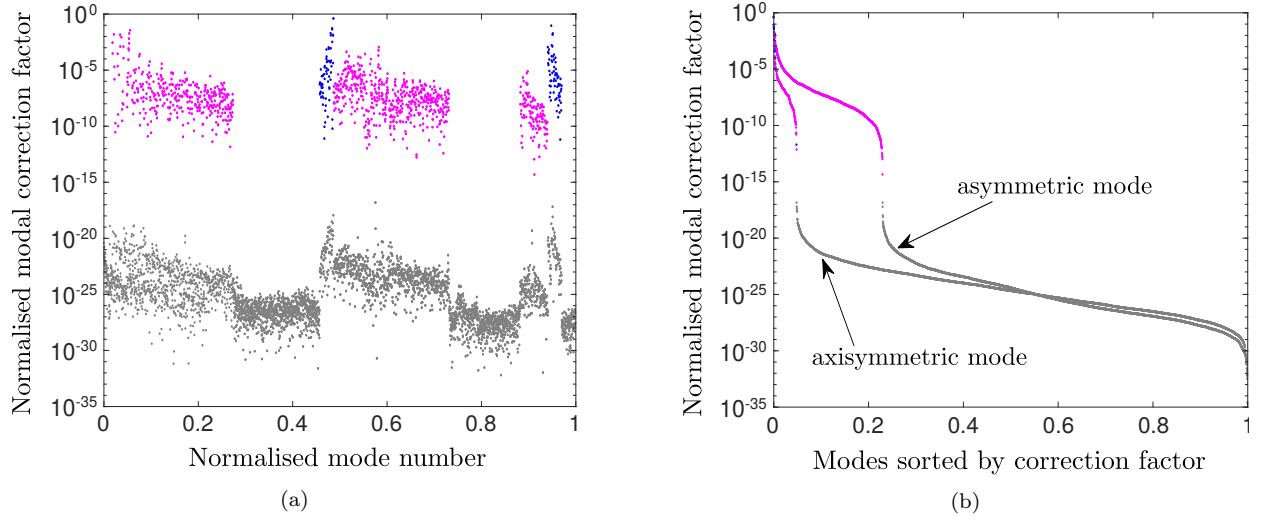 Normalised modal correction factor
10^0
10^-5
10^-10
10^-15
10^-20
10^-25
10^-30
10^-35
0 0.2 0.4 0.6 0.8 1
Normalised mode number
(a)
Normalised modal correction factor
10^0
10^-5
10^-10
10^-15
10^-20
10^-25
10^-30
10^-35
asymmetric mode
axisymmetric mode
0 0.2 0.4 0.6 0.8 1
Modes sorted by correction factor
(b)